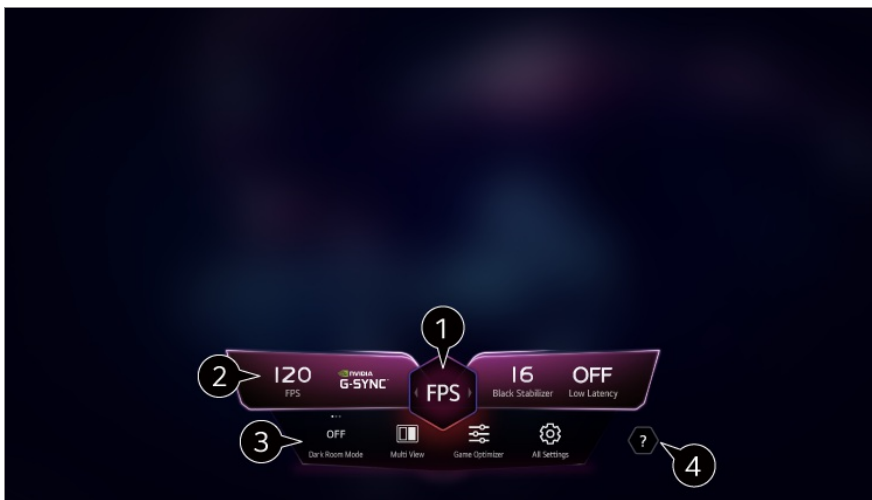 1
2
120
FPS
NVIDIA
G-SYNC
FPS
16
Black Stabilizer
OFF
Low Latency
3
OFF
Dark Room Mode
Multi View
Game Optimizer
All Settings
?
4